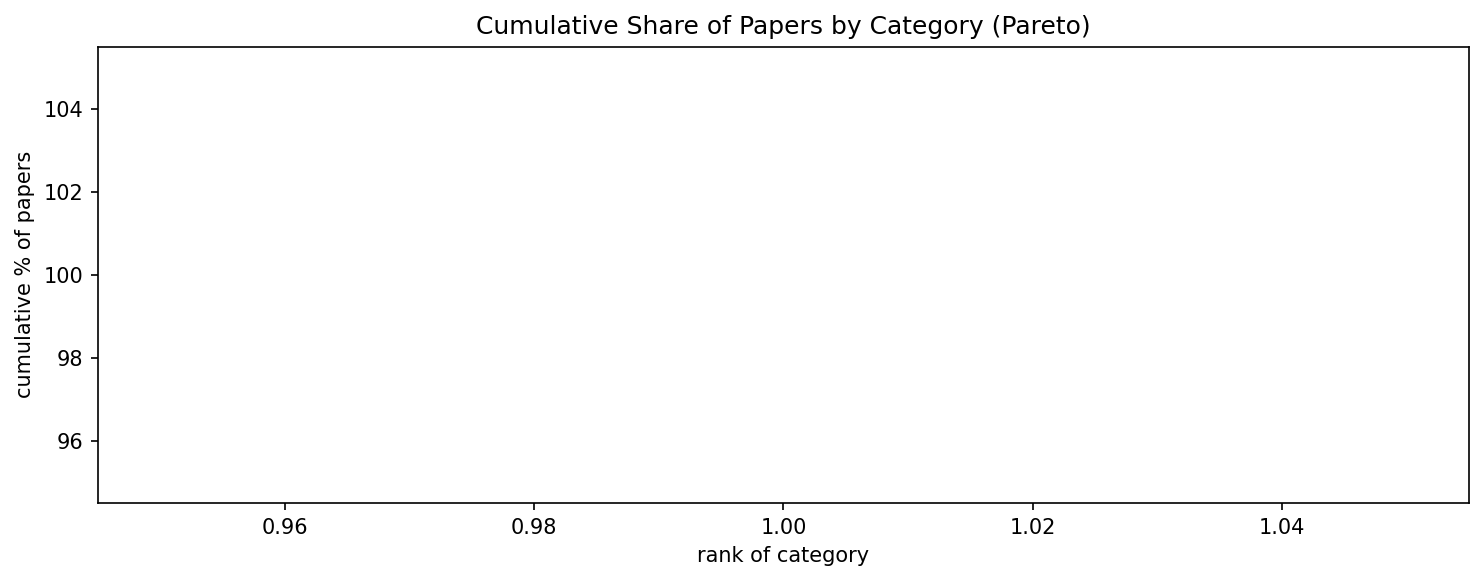 Cumulative Share of Papers by Category (Pareto)
cumulative % of papers
104
102
100
98
96
0.96 0.98 1.00 1.02 1.04
rank of category